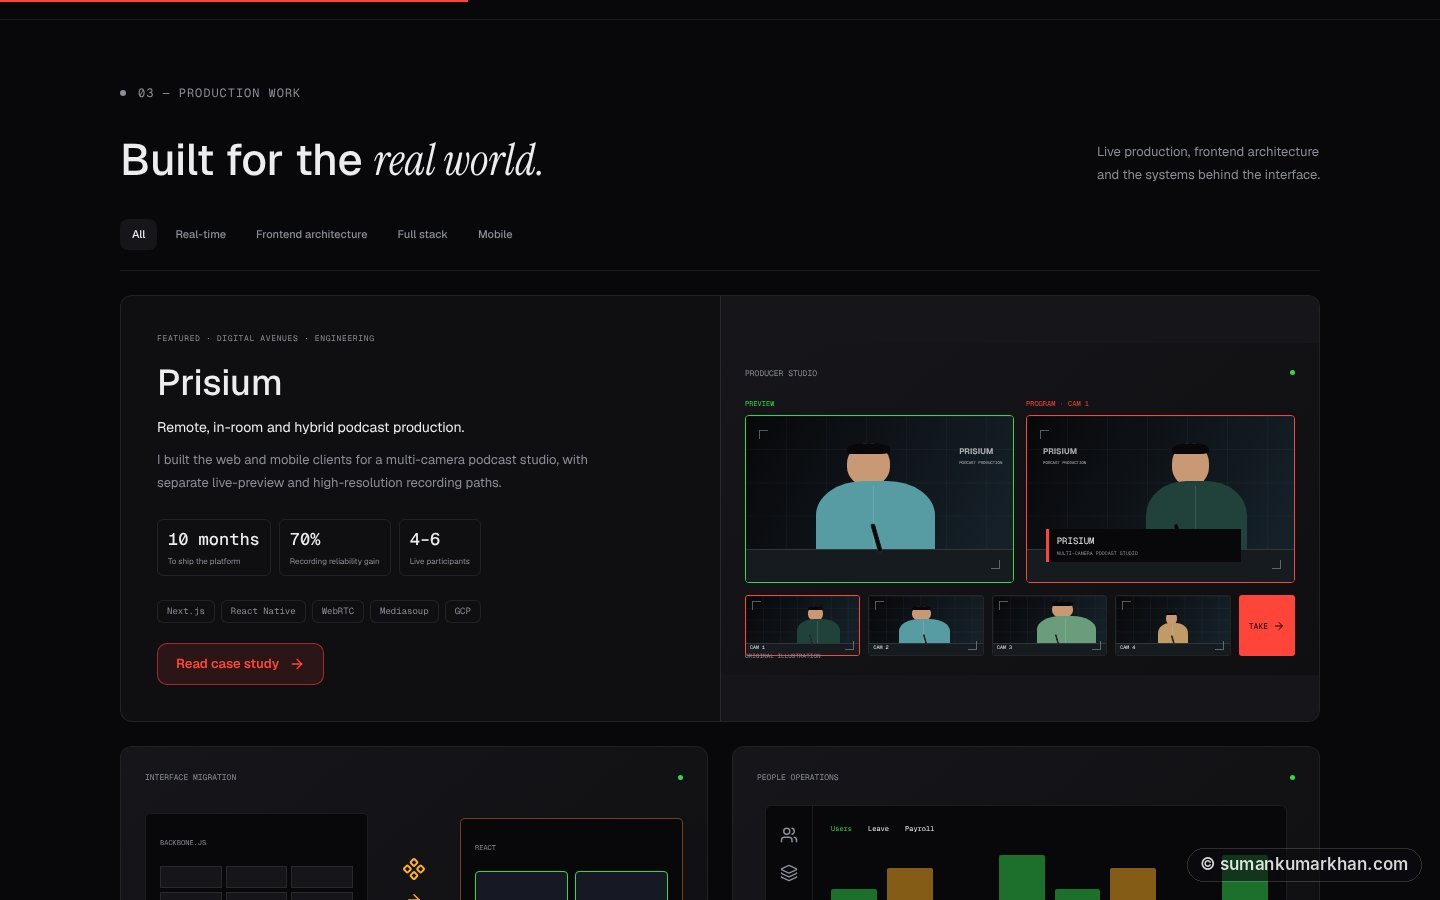 03 — PRODUCTION WORK
Built for the real world.
Live production, frontend architecture
and the systems behind the interface.
All
Real-time
Frontend architecture
Full stack
Mobile
FEATURED · DIGITAL AVENUES · ENGINEERING
Prisium
Remote, in-room and hybrid podcast production.
I built the web and mobile clients for a multi-camera podcast studio, with
separate live-preview and high-resolution recording paths.
10 months
To ship the platform
70%
Recording reliability gain
4–6
Live participants
Next.js
React Native
WebRTC
Mediasoup
GCP
Read case study
PRODUCER STUDIO
PREVIEW
PRISIUM
PODCAST PRODUCTION
PROGRAM · CAM 1
PRISIUM
PODCAST PRODUCTION
PRISIUM
MULTI-CAMERA PODCAST STUDIO
CAM 1
CAM 2
CAM 3
CAM 4
TAKE
ORIGINAL ILLUSTRATION
INTERFACE MIGRATION
BACKBONE.JS
REACT
PEOPLE OPERATIONS
Users
Leave
Payroll
© sumankumarkhan.com